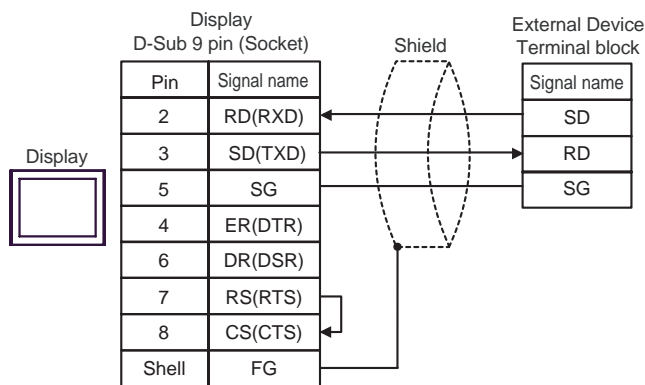 Display
D-Sub 9 pin (Socket)
Shield
External Device
Terminal block
Pin Signal name
Signal name
2 RD(RXD)
SD
3 SD(TXD)
RD
5 SG
SG
4 ER(DTR)
6 DR(DSR)
7 RS(RTS)
8 CS(CTS)
Shell FG
Display